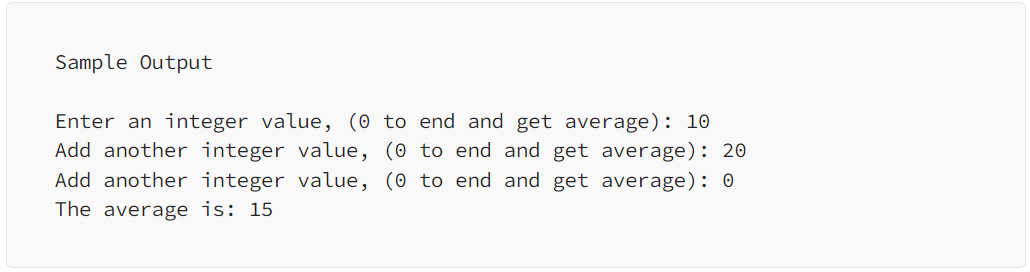 Sample Output
Enter an integer value, (0 to end and get average): 10
Add another integer value, (0 to end and get average): 20
Add another integer value, (0 to end and get average): 0
The average is: 15